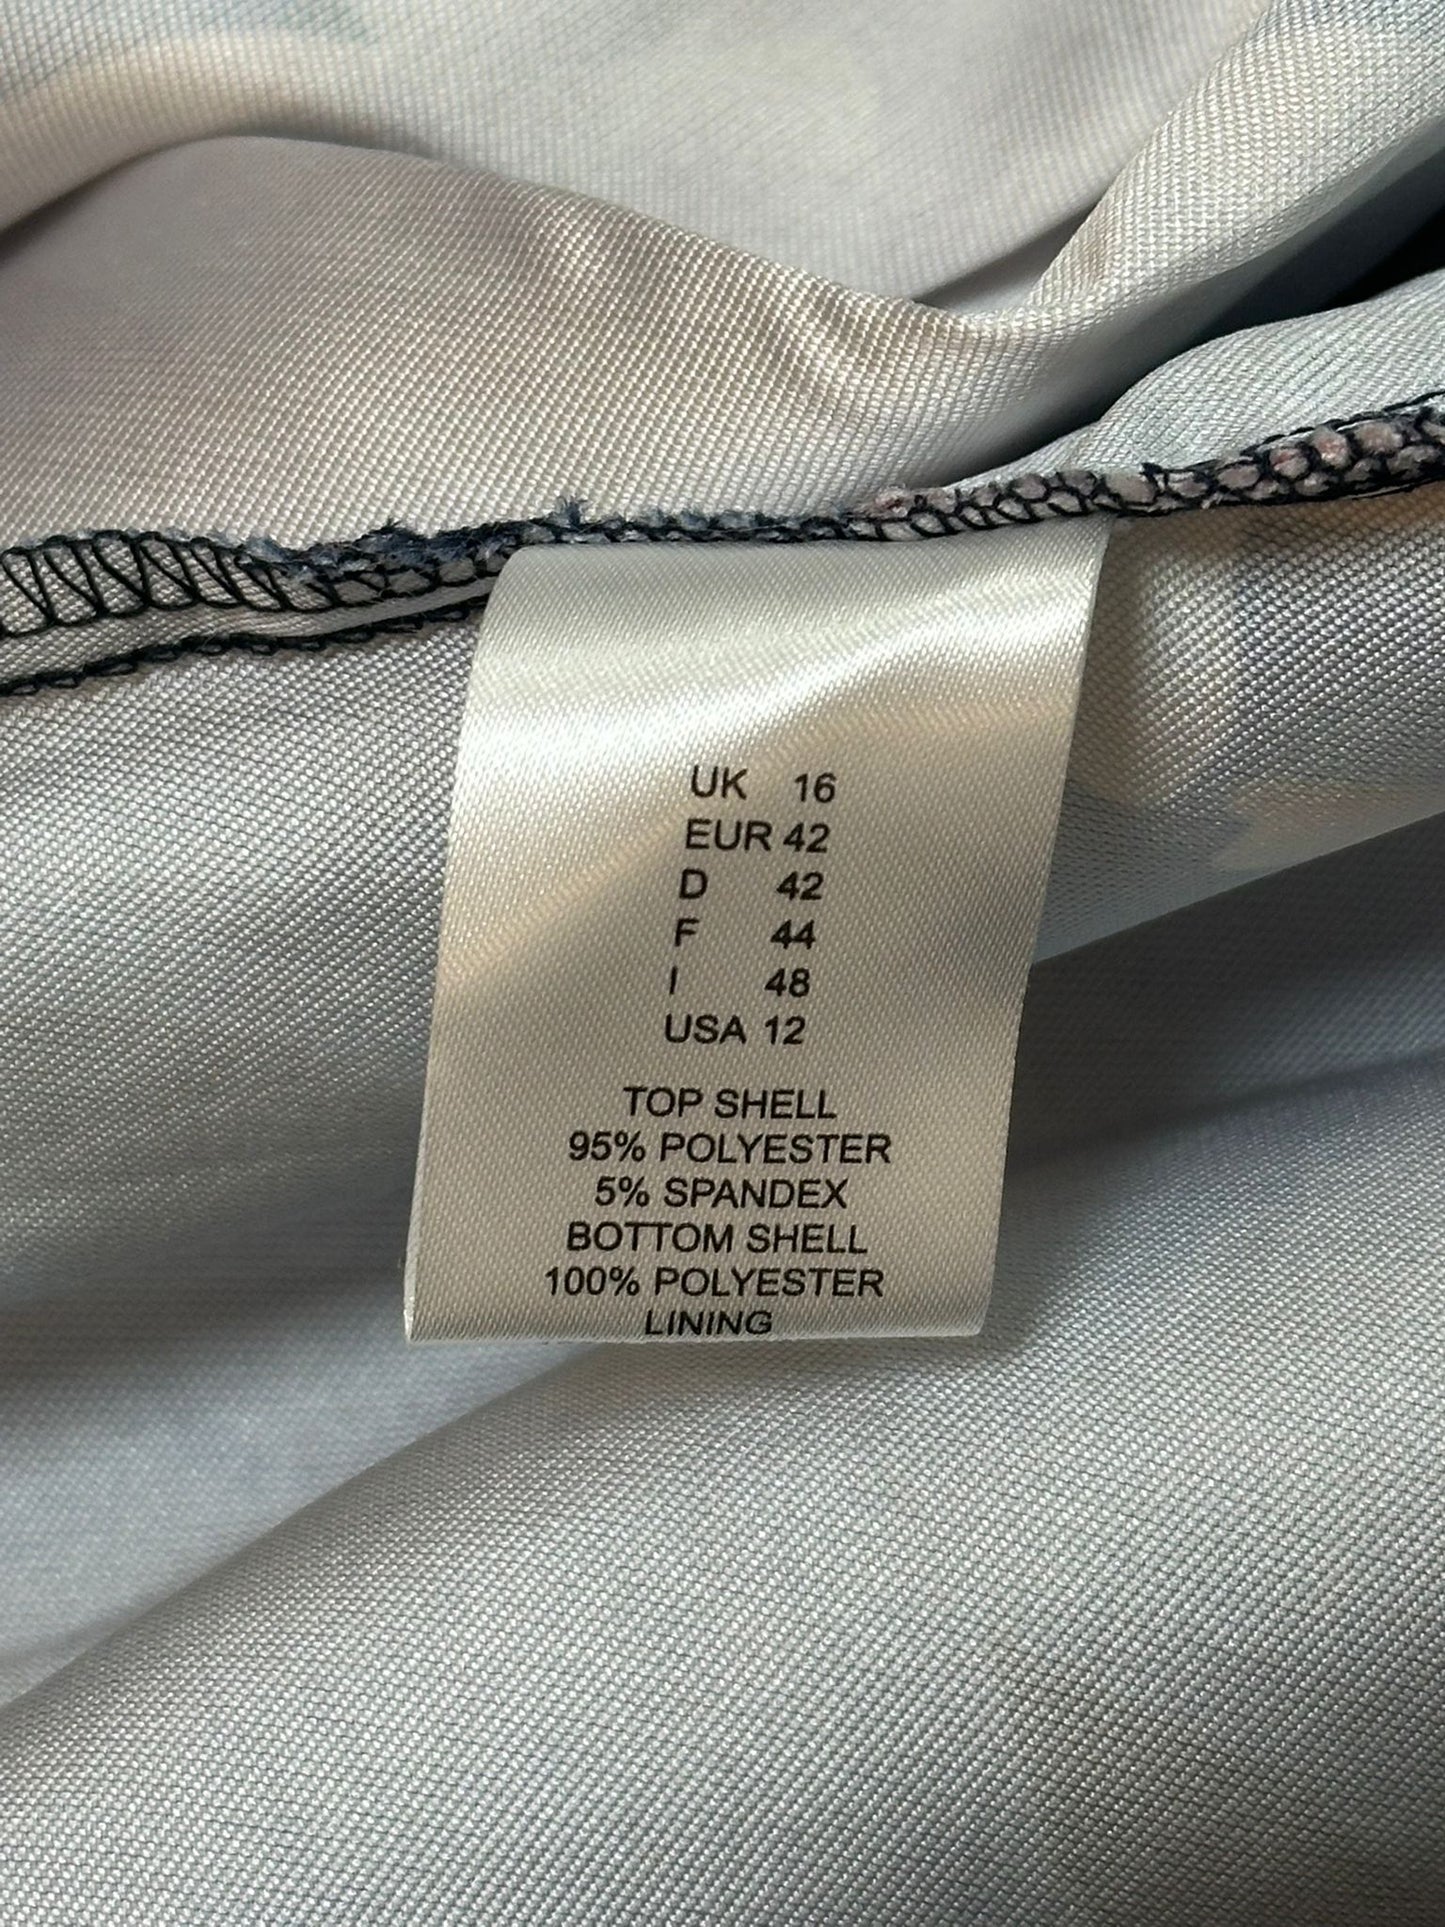 UK 16
EUR 42
D 42
F 44
I 48
USA 12
TOP SHELL
95% POLYESTER
5% SPANDEX
BOTTOM SHELL
100% POLYESTER
LINING